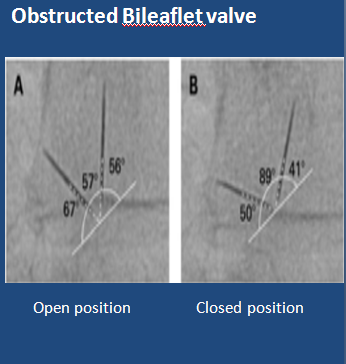 Obstructed Bileaflet valve
A
B
56°
57°
67°
89°
41°
50°
Open position
Closed position